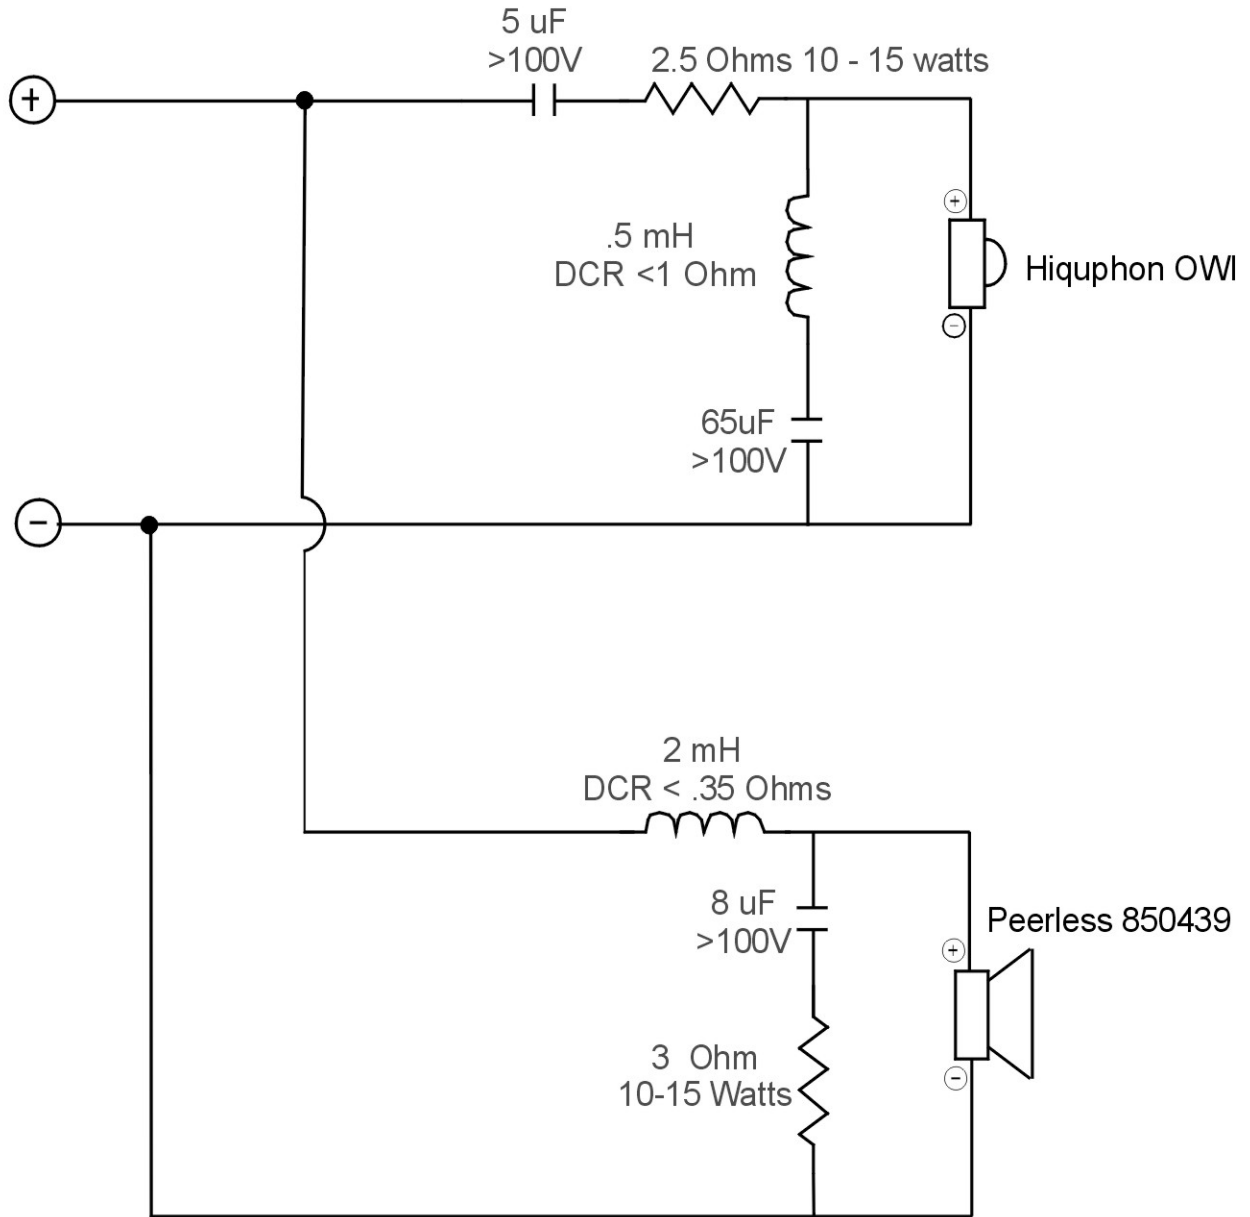 5 uF
>100V
2.5 Ohms 10 - 15 watts
+
+
.5 mH
DCR <1 Ohm
Hiquphon OWI
−
65uF
>100V
−
2 mH
DCR < .35 Ohms
8 uF
>100V
Peerless 850439
+
3 Ohm
10-15 Watts
−